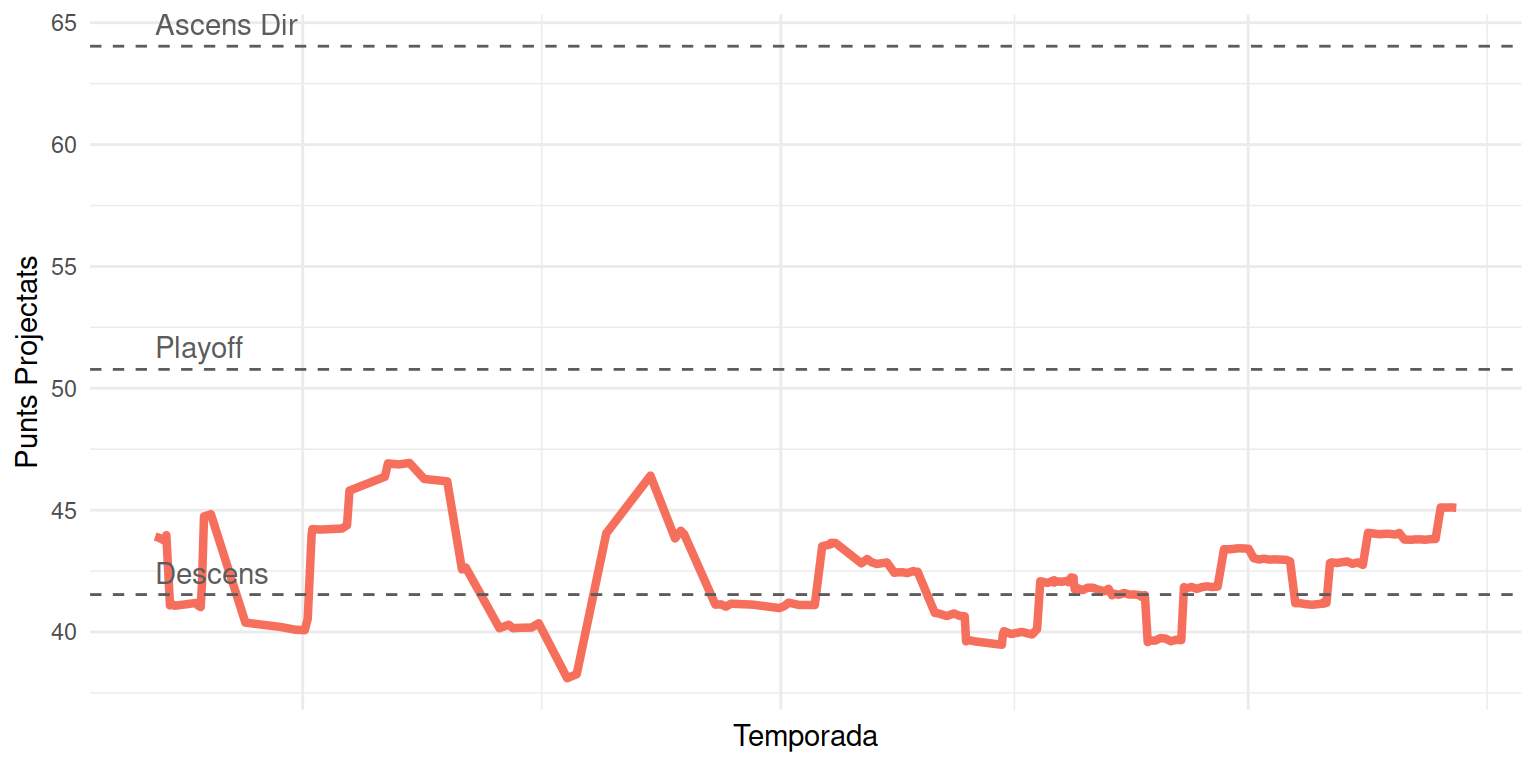 65
Ascens Dir
60
55
Playoff
50
45
Descens
40
Punts Projectats
Temporada